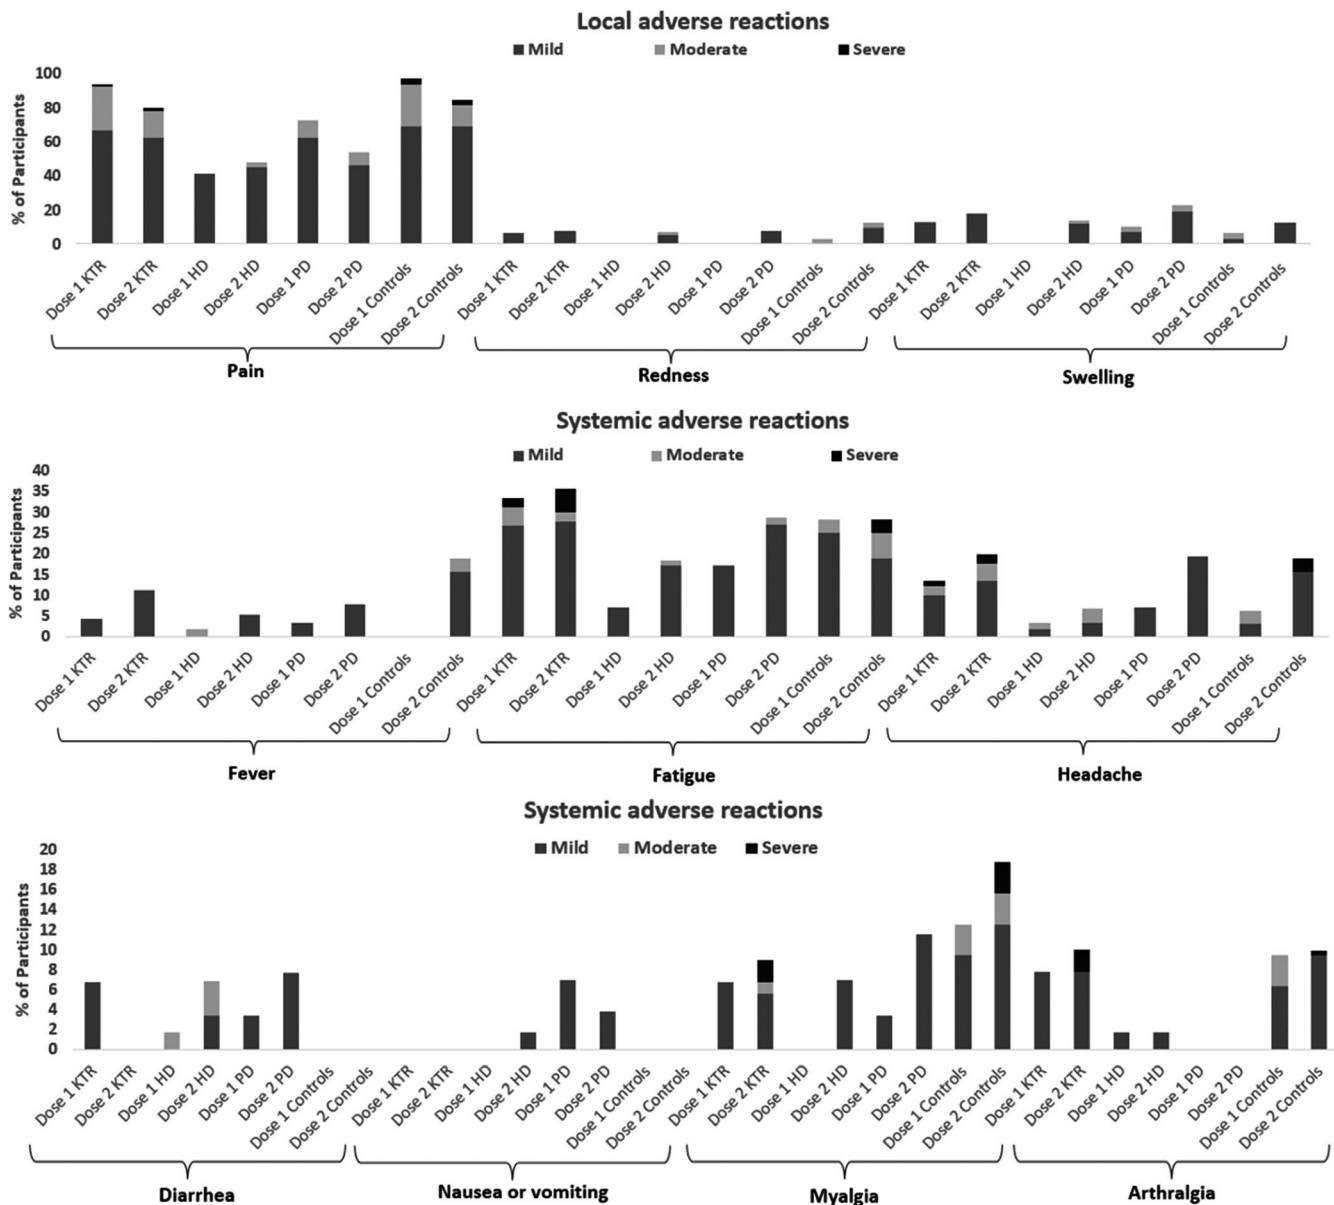 Local adverse reactions
Mild Moderate Severe
% of Participants
100
80
60
40
20
0
Dose 1 KTR
Dose 2 KTR
Dose 1 HD
Dose 2 HD
Dose 1 PD
Dose 2 PD
Dose 1 Controls
Dose 2 Controls
Dose 1 KTR
Dose 2 KTR
Dose 1 HD
Dose 2 HD
Dose 1 PD
Dose 2 PD
Dose 1 Controls
Dose 2 Controls
Dose 1 KTR
Dose 2 KTR
Dose 1 HD
Dose 2 HD
Dose 1 PD
Dose 2 PD
Dose 1 Controls
Dose 2 Controls
Pain
Redness
Swelling
Systemic adverse reactions
Mild Moderate Severe
% of Participants
40
35
30
25
20
15
10
5
0
Dose 1 KTR
Dose 2 KTR
Dose 1 HD
Dose 2 HD
Dose 1 PD
Dose 2 PD
Dose 1 Controls
Dose 2 Controls
Dose 1 KTR
Dose 2 KTR
Dose 1 HD
Dose 2 HD
Dose 1 PD
Dose 2 PD
Dose 1 Controls
Dose 2 Controls
Dose 1 KTR
Dose 2 KTR
Dose 1 HD
Dose 2 HD
Dose 1 PD
Dose 2 PD
Dose 1 Controls
Dose 2 Controls
Fever
Fatigue
Headache
Systemic adverse reactions
Mild Moderate Severe
% of Participants
20
18
16
14
12
10
8
6
4
2
0
Dose 1 KTR
Dose 2 KTR
Dose 1 HD
Dose 2 HD
Dose 1 PD
Dose 2 PD
Dose 1 Controls
Dose 2 Controls
Dose 1 KTR
Dose 2 KTR
Dose 1 HD
Dose 2 HD
Dose 1 PD
Dose 2 PD
Dose 1 Controls
Dose 2 Controls
Dose 1 KTR
Dose 2 KTR
Dose 1 HD
Dose 2 HD
Dose 1 PD
Dose 2 PD
Dose 1 Controls
Dose 2 Controls
Dose 1 KTR
Dose 2 KTR
Dose 1 HD
Dose 2 HD
Dose 1 PD
Dose 2 PD
Dose 1 Controls
Dose 2 Controls
Diarrhea
Nausea or vomiting
Myalgia
Arthralgia